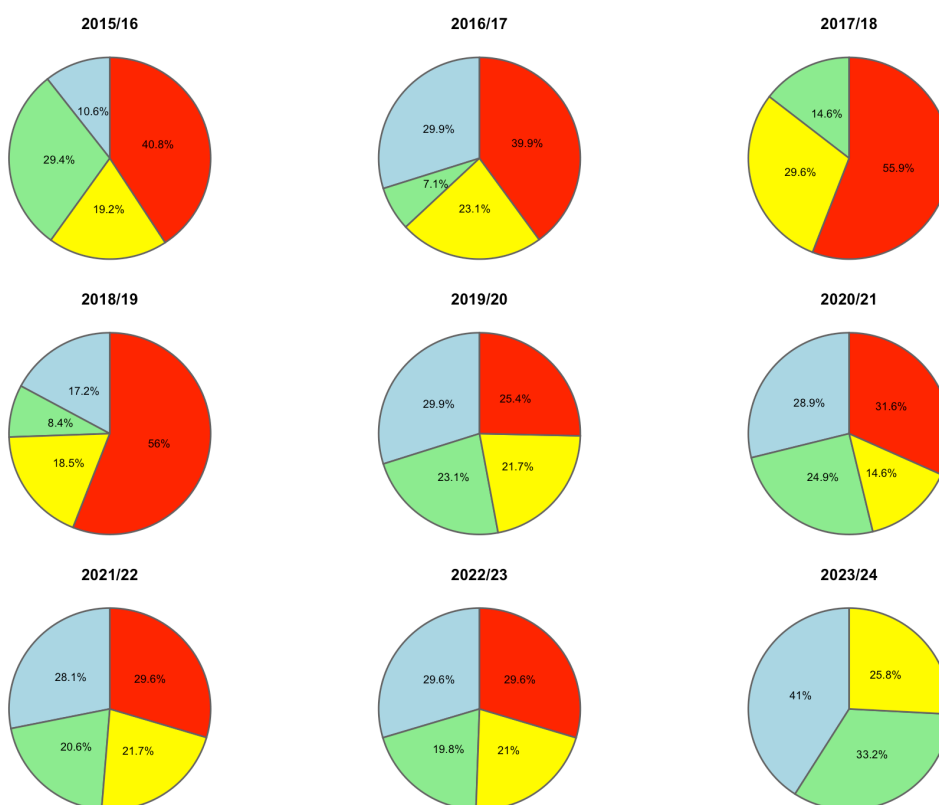 2015/16 2016/17 2017/18
10.6% 40.8% 29.4% 19.2%
29.9% 39.9% 7.1% 23.1%
14.6% 29.6% 55.9%
2018/19 2019/20 2020/21
17.2% 8.4% 18.5% 56%
29.9% 25.4% 23.1% 21.7%
28.9% 31.6% 24.9% 14.6%
2021/22 2022/23 2023/24
28.1% 29.6% 20.6% 21.7%
29.6% 29.6% 19.8% 21%
41% 25.8% 33.2%